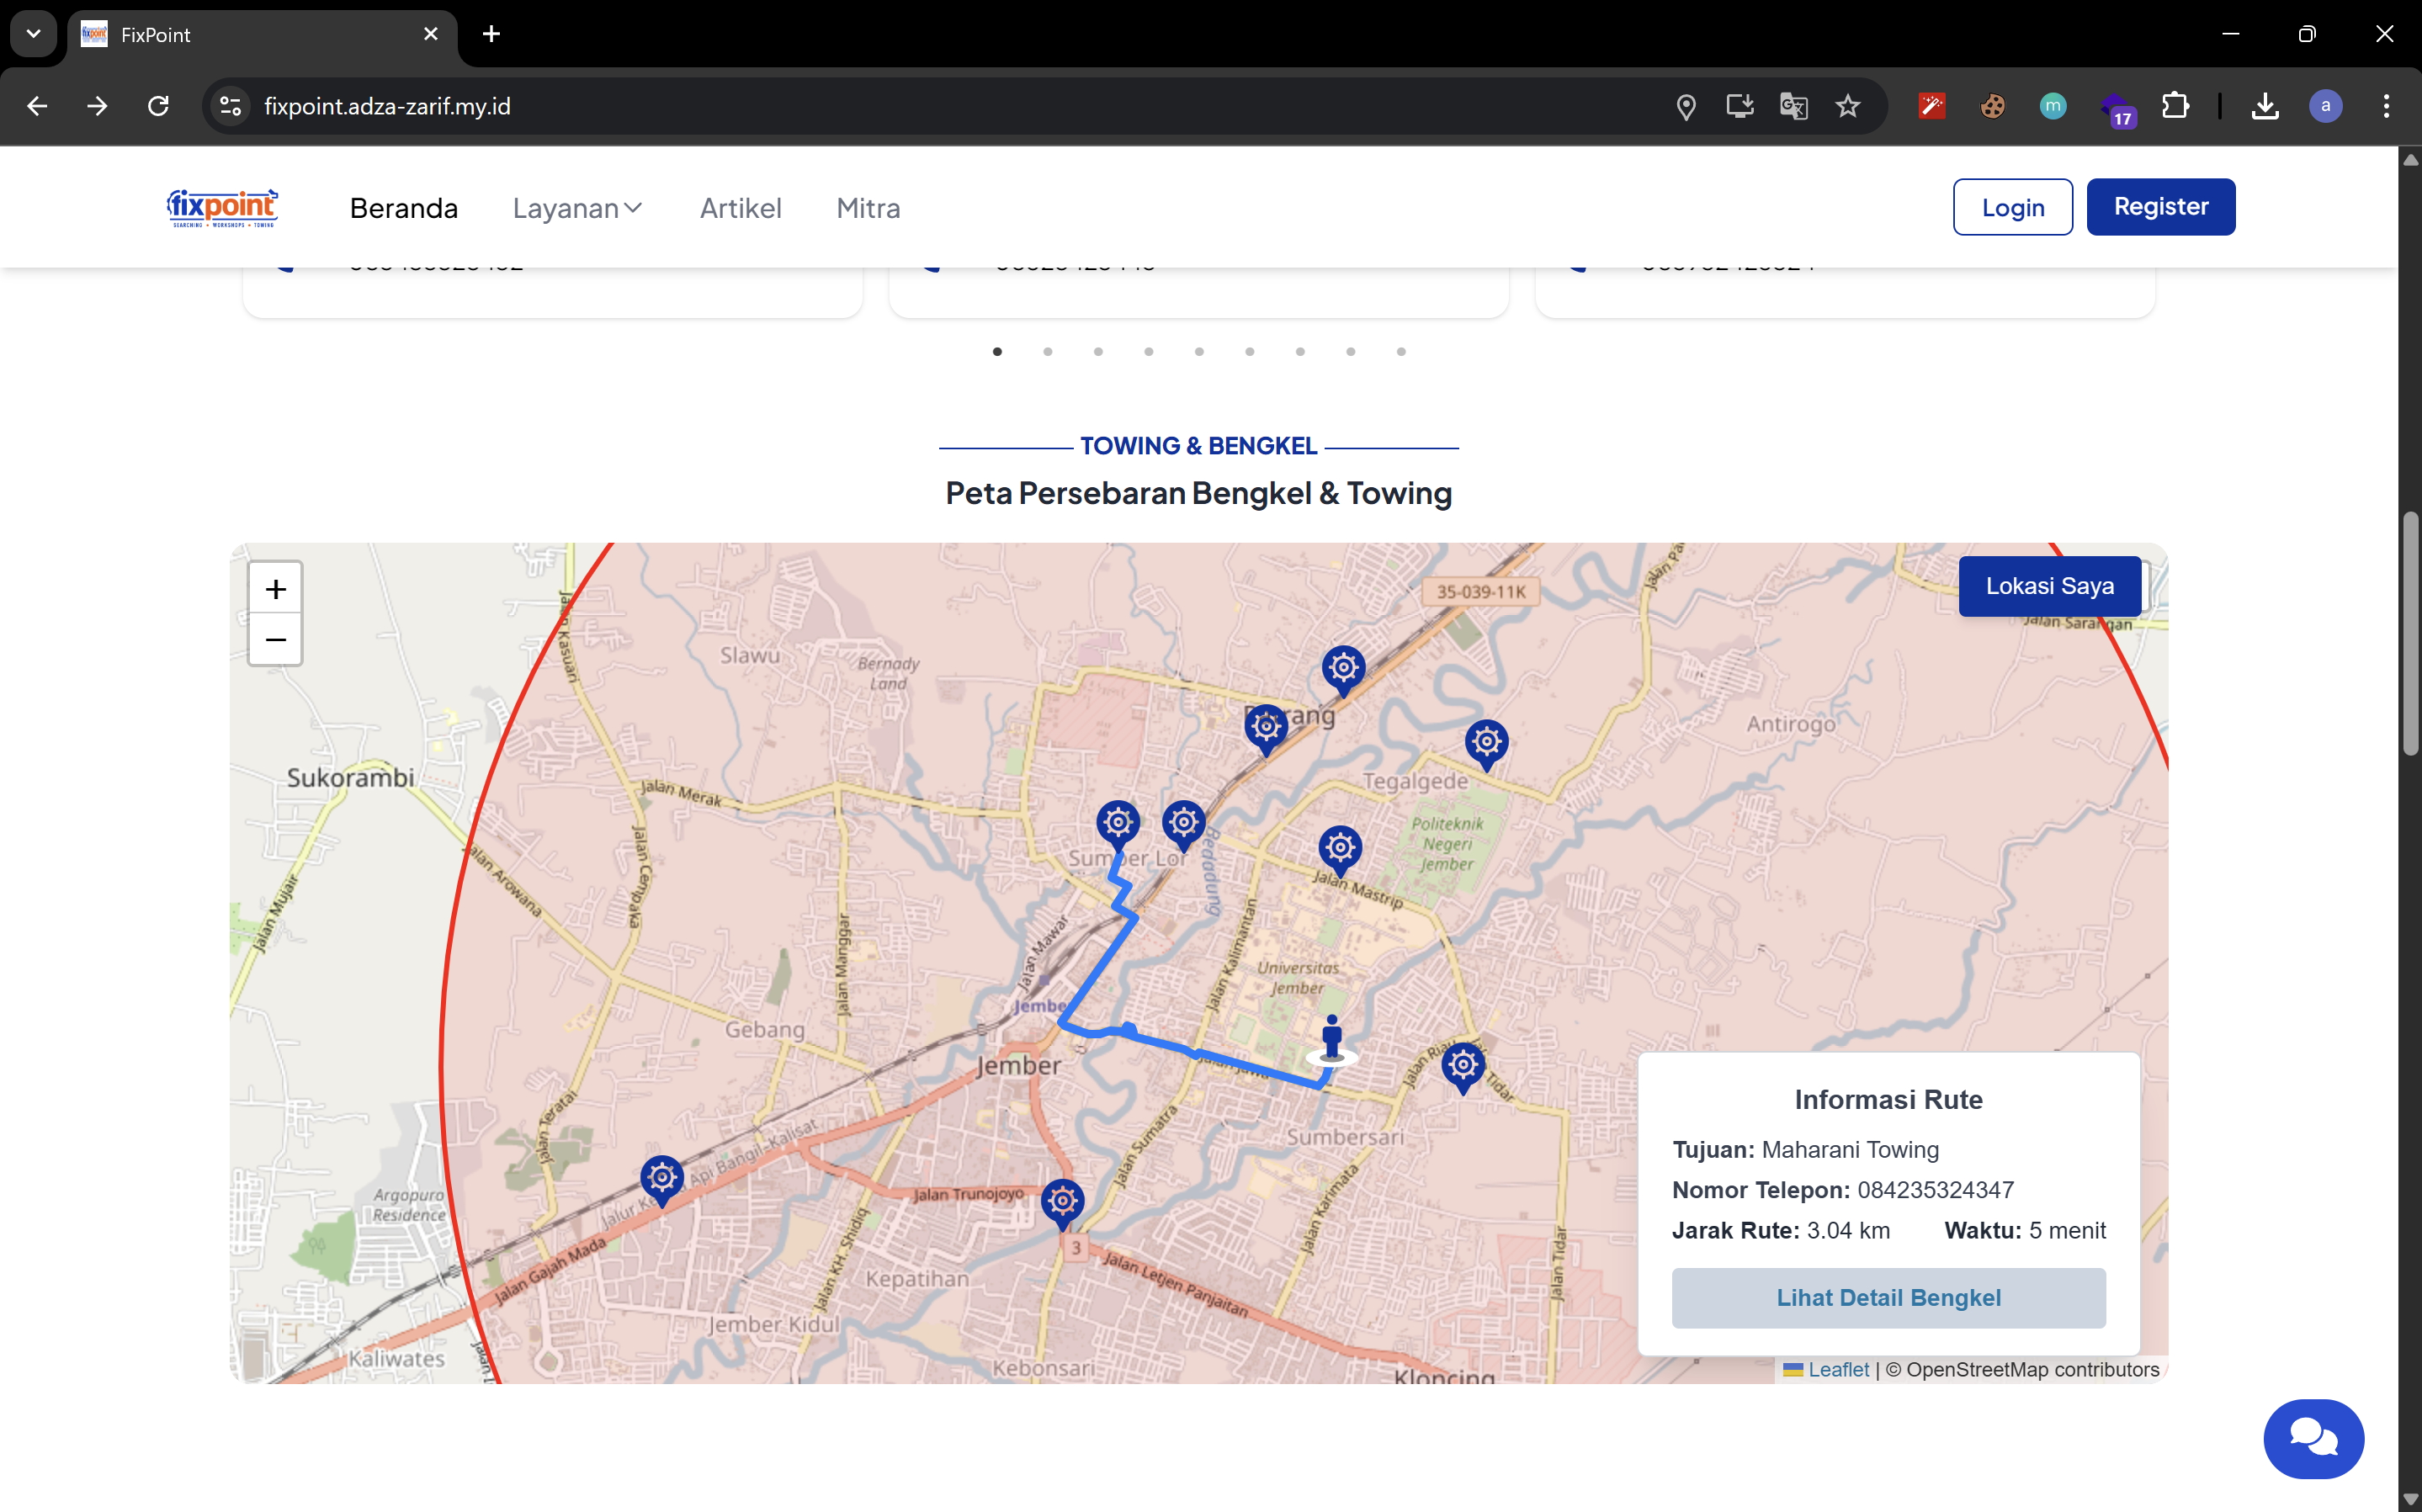 FixPoint
fixpoint.adza-zarif.my.id
17
m
a
fixpoint
SEARCHING • WORKSHOPS • TOWING
Beranda
Layanan
Artikel
Mitra
Login
Register
TOWING & BENGKEL
Peta Persebaran Bengkel & Towing
+
−
Lokasi Saya
35-039-11K
Jalan Kasuari
Jalan Sarangan
Slawu
Bernady
Land
Antirogo
Sukorambi
Tegalgede
Jalan Merak
Politeknik
Negeri
Jember
Sumber Lor
Bedadung
Jalan Mastrip
Jalan Arowana
Jalan Cempaka
Jalan Mujair
Jalan Manggar
Jalan Mawar
Jalan Kalimantan
Universitas
Jember
Gebang
Jember
Jalan Jawa
Jalan Riau
Jalan Tidar
Jalan Teratai
Jalan Sumatra
Sumbersari
Argopuro
Residence
Jalur Kereta Api Bangil-Kalisat
Jalan Trunojoyo
Jalan Karimata
Jalan Gajah Mada
Jalan KH. Shidiq
3
Jalan Letjen Panjaitan
Jalan Tidar
Kepatihan
Jember Kidul
Kaliwates
Kebonsari
Kloncing
Informasi Rute
Tujuan: Maharani Towing
Nomor Telepon: 084235324347
Jarak Rute: 3.04 km Waktu: 5 menit
Lihat Detail Bengkel
Leaflet | © OpenStreetMap contributors